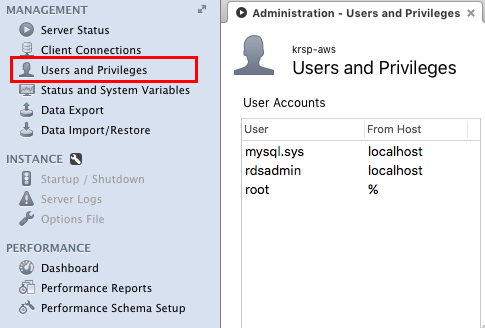 MANAGEMENT
Server Status
Client Connections
Users and Privileges
Status and System Variables
Data Export
Data Import/Restore
INSTANCE
Startup / Shutdown
Server Logs
Options File
PERFORMANCE
Dashboard
Performance Reports
Performance Schema Setup
Administration - Users and Privileges
krsp-aws
Users and Privileges
User Accounts
User From Host
mysql.sys localhost
rdsadmin localhost
root %